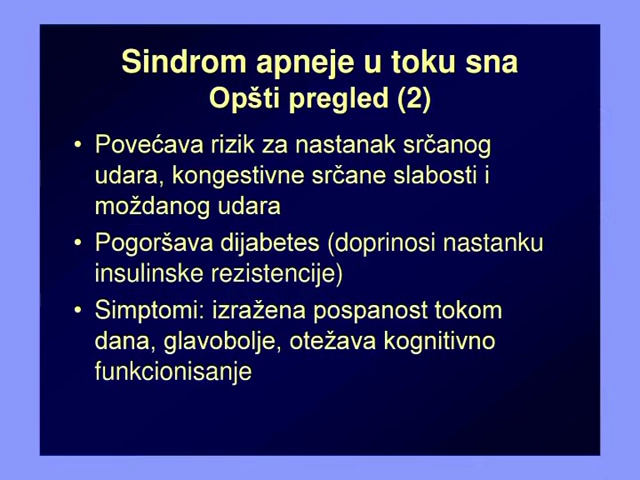 Sindrom apneje u toku sna
Opšti pregled (2)
• Povećava rizik za nastanak srčanog
udara, kongestivne srčane slabosti i
moždanog udara
• Pogoršava dijabetes (doprinosi nastanku
insulinske rezistencije)
• Simptomi: izražena pospanost tokom
dana, glavobolje, otežava kognitivno
funkcionisanje